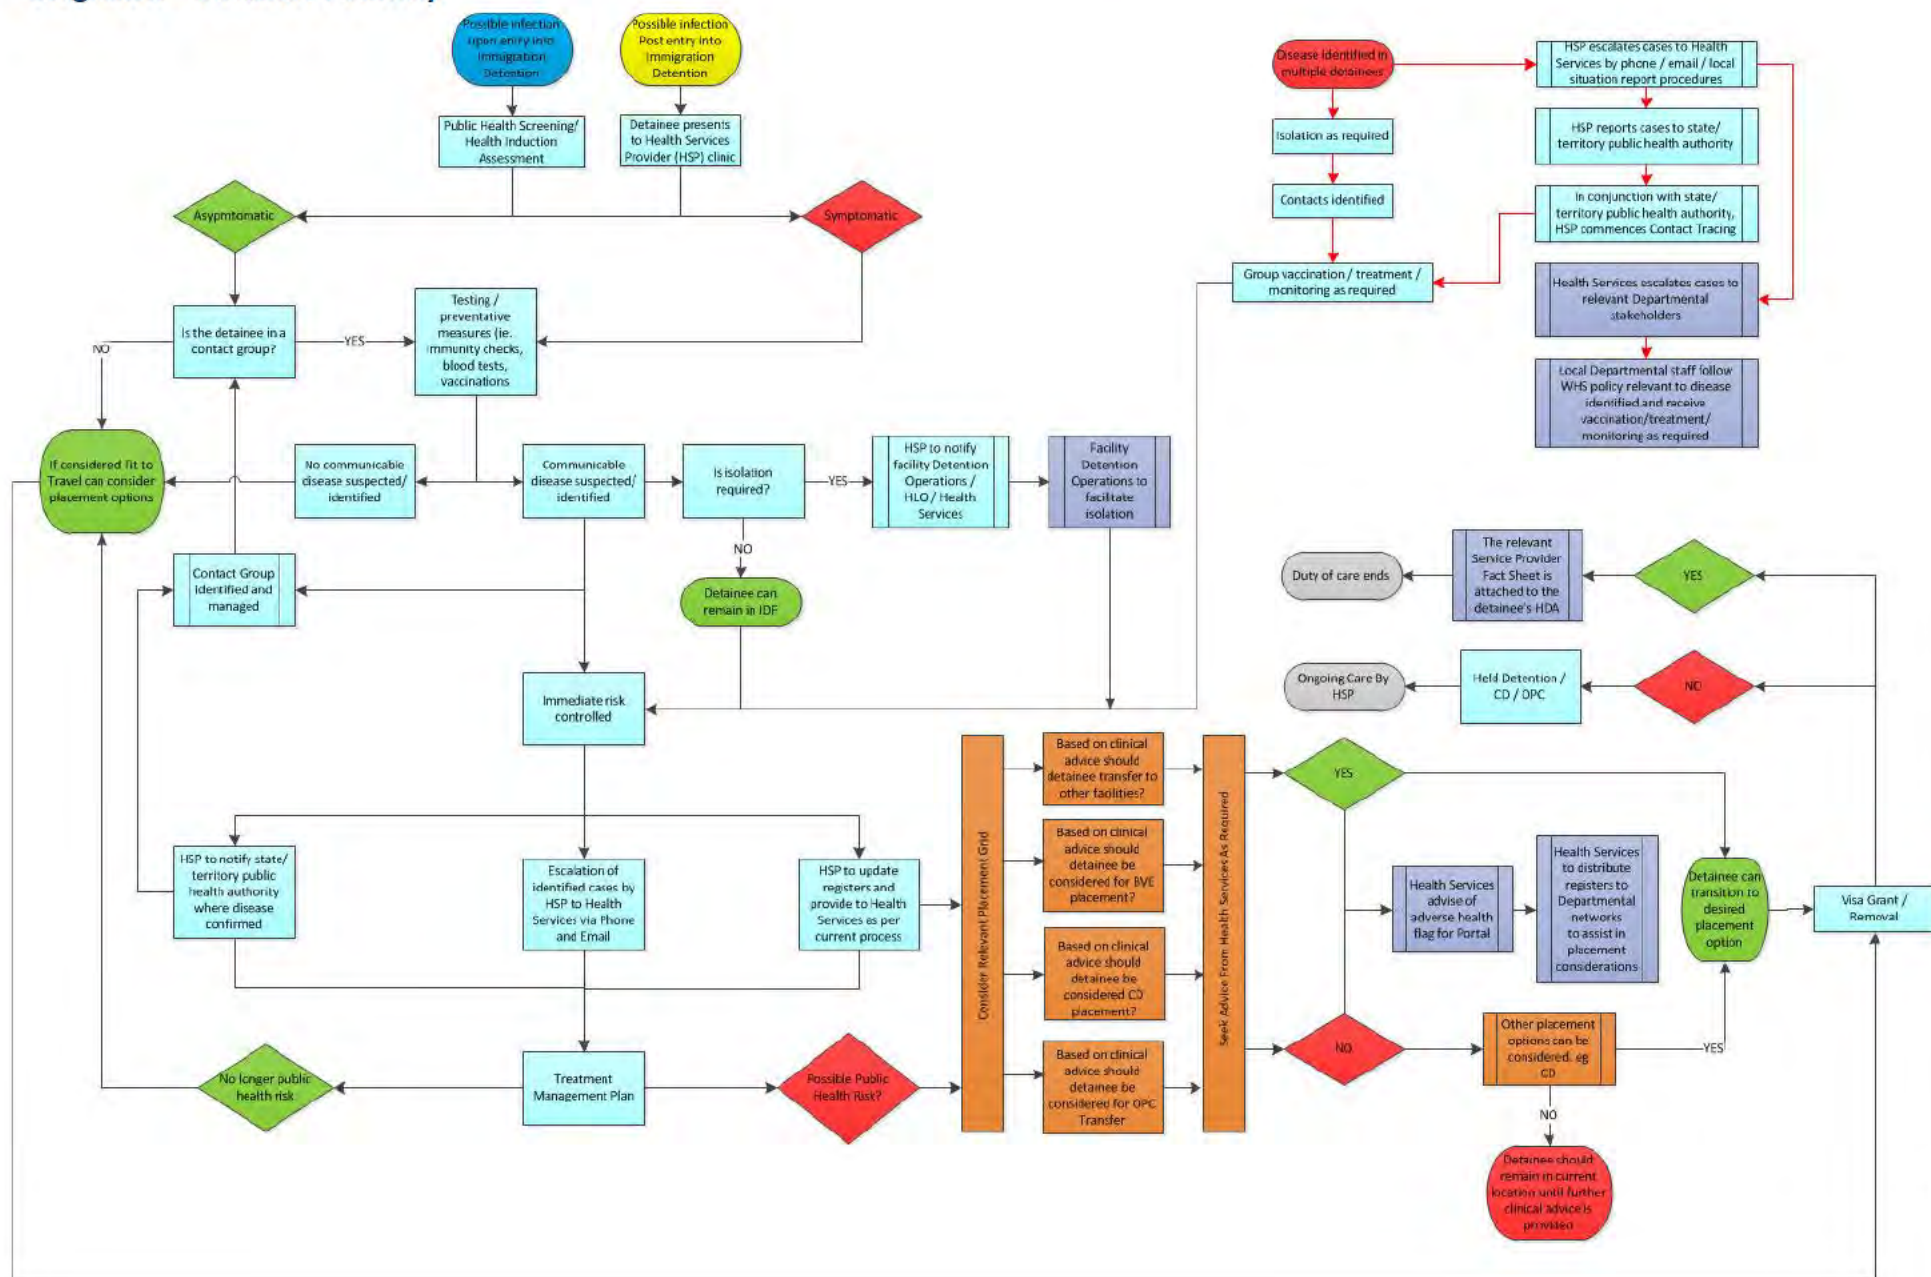 Possible infection
upon entry into
Immigration
Detention
Possible infection
Post entry into
Immigration
Detention
Public Health Screening/
Health Induction
Assessment
Detainee presents
to Health Services
Provider (HSP) clinic
Disease identified in
multiple detainees
HSP escalates cases to Health
Services by phone / email / local
situation report procedures
Isolation as required
HSP reports cases to state/
territory public health authority
Contacts identified
In conjunction with state/
territory public health authority,
HSP commences Contact Tracing
Group vaccination / treatment /
monitoring as required
Health Services escalates cases to
relevant Departmental
stakeholders
Local Departmental staff follow
WHS policy relevant to disease
identified and receive
vaccination/treatment/
monitoring as required
Asypmtomatic
Symptomatic
Is the detainee in a
contact group?
NO
YES
Testing /
preventative
measures (ie.
immunity checks,
blood tests,
vaccinations
If considered fit to
Travel can consider
placement options
No communicable
disease suspected/
identified
Communicable
disease suspected/
identified
Is isolation
required?
YES
HSP to notify
facility Detention
Operations /
HLO / Health
Services
Facility
Detention
Operations to
facilitate
isolation
NO
Detainee can
remain in IDF
Contact Group
identified and
managed
Immediate risk
controlled
Duty of care ends
The relevant
Service Provider
Fact Sheet is
attached to the
detainee's HDA
YES
Ongoing Care By
HSP
Held Detention /
CD / OPC
NO
HSP to notify state/
territory public
health authority
where disease
confirmed
Escalation of
identified cases by
HSP to Health
Services via Phone
and Email
HSP to update
registers and
provide to Health
Services as per
current process
Consider Relevant Placement Grid
Based on clinical
advice should
detainee transfer to
other facilities?
Based on clinical
advice should
detainee be
considered for BVE
placement?
Based on clinical
advice should
detainee be
considered CD
placement?
Based on clinical
advice should
detainee be
considered for OPC
Transfer
Seek Advice From Health Services As Required
YES
Health Services
advise of
adverse health
flag for Portal
Health Services
to distribute
registers to
Departmental
networks
to assist in
placement
considerations
Detainee can
transition to
desired
placement
option
Visa Grant /
Removal
NO
Other placement
options can be
considered. eg
CD
YES
NO
Detainee should
remain in current
location until further
clinical advice is
provided
No longer public
health risk
Treatment
Management Plan
Possible Public
Health Risk?